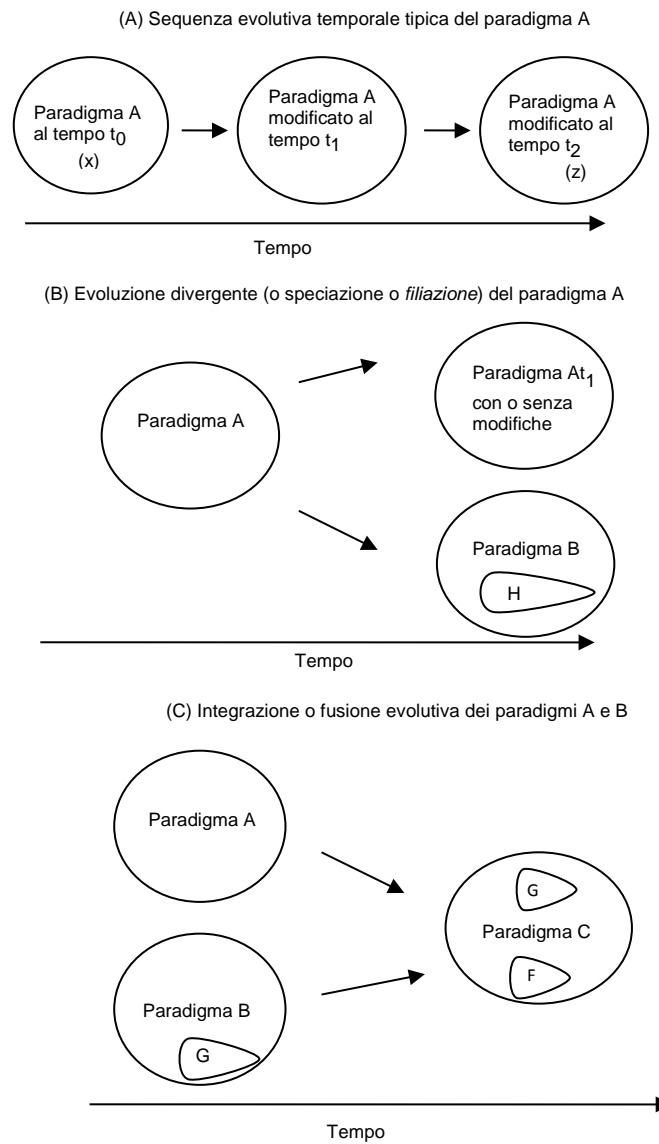 (A) Sequenza evolutiva temporale tipica del paradigma A
Paradigma A
al tempo t0
(x)
Paradigma A
modificato al
tempo t1
Paradigma A
modificato al
tempo t2
(z)
Tempo
(B) Evoluzione divergente (o speciazione o filiazione) del paradigma A
Paradigma A
Paradigma At1
con o senza
modifiche
Paradigma B
H
Tempo
(C) Integrazione o fusione evolutiva dei paradigmi A e B
Paradigma A
Paradigma B
G
G
Paradigma C
F
Tempo